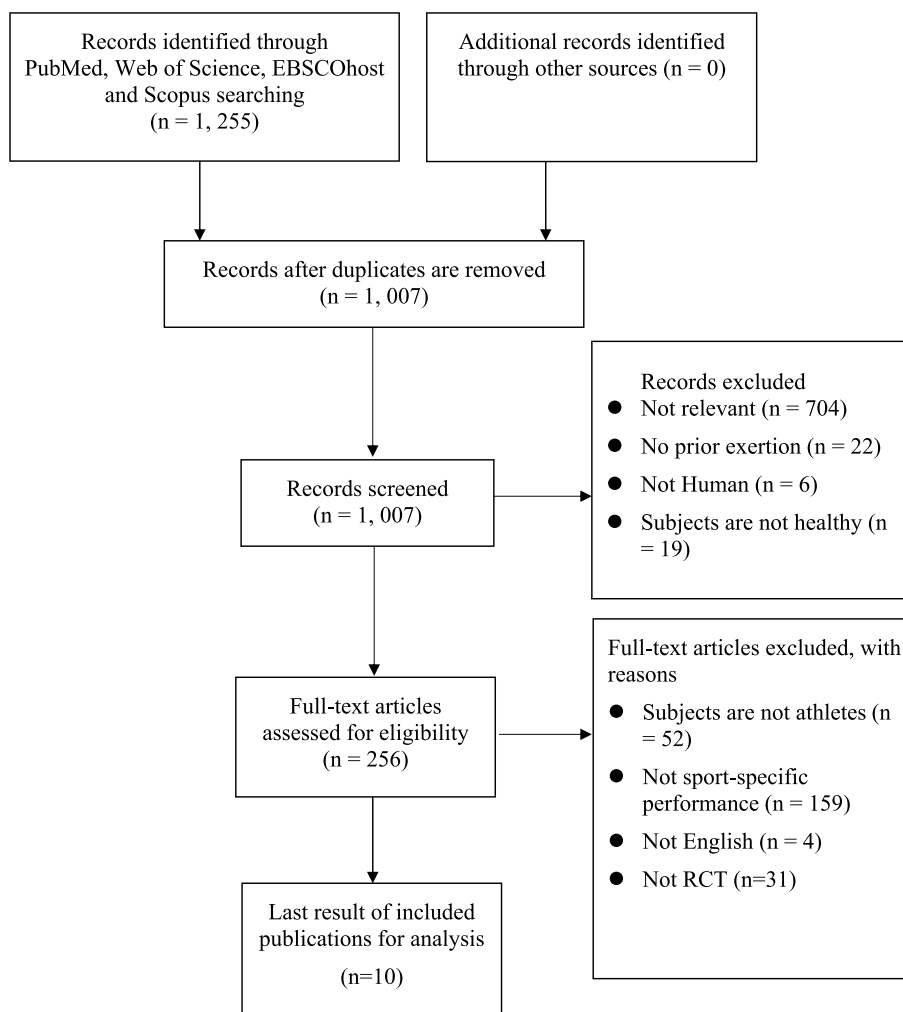 Records identified through
PubMed, Web of Science, EBSCOhost
and Scopus searching
(n = 1, 255)
Additional records identified
through other sources (n = 0)
Records after duplicates are removed
(n = 1, 007)
Records excluded
● Not relevant (n = 704)
● No prior exertion (n = 22)
● Not Human (n = 6)
● Subjects are not healthy (n
= 19)
Records screened
(n = 1, 007)
Full-text articles excluded, with
reasons
● Subjects are not athletes (n
= 52)
● Not sport-specific
performance (n = 159)
● Not English (n = 4)
● Not RCT (n=31)
Full-text articles
assessed for eligibility
(n = 256)
Last result of included
publications for analysis
(n=10)